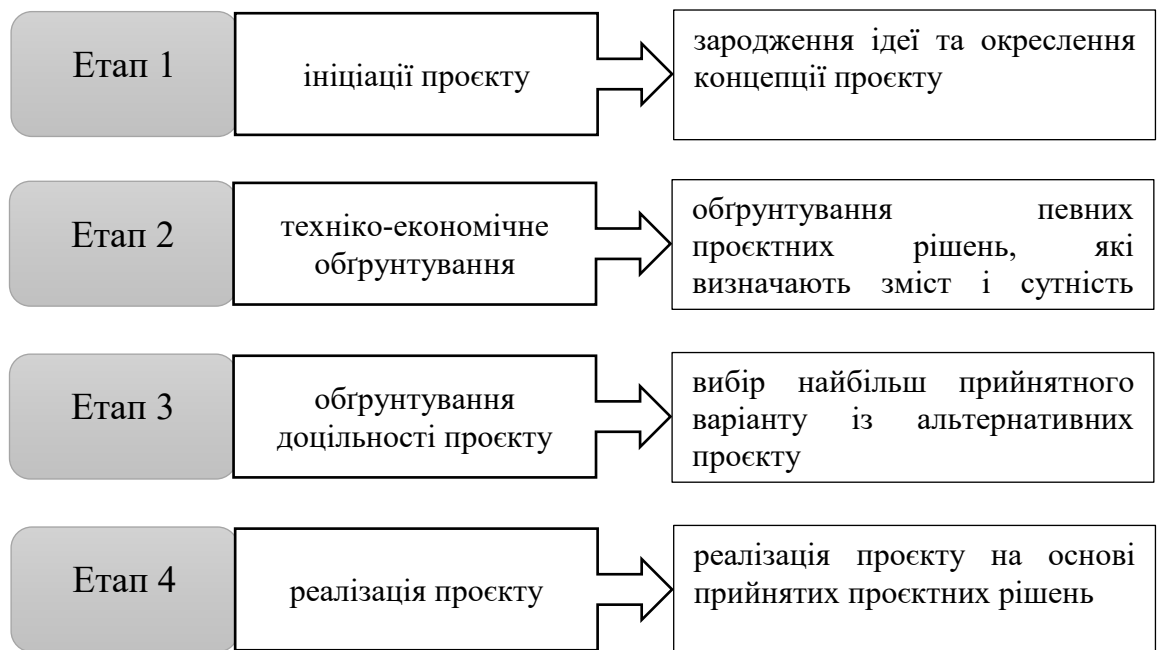 Етап 1
ініціації проєкту
зародження ідеї та окреслення
концепції проєкту
Етап 2
техніко-економічне
обґрунтування
обґрунтування певних
проєктних рішень, які
визначають зміст і сутність
Етап 3
обґрунтування
доцільності проєкту
вибір найбільш прийнятного
варіанту із альтернативних
проєкту
Етап 4
реалізація проєкту
реалізація проєкту на основі
прийнятих проєктних рішень